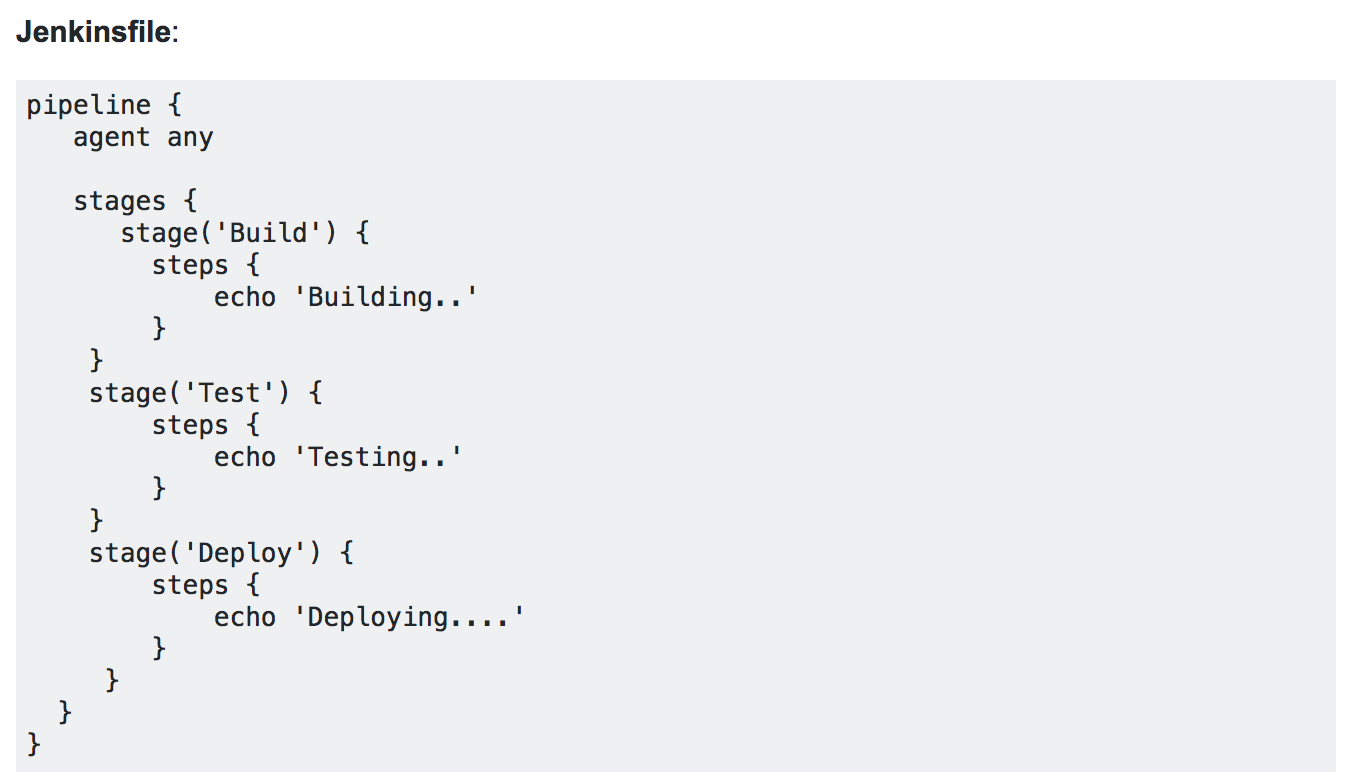 Jenkinsfile:
pipeline {
   agent any

   stages {
      stage('Build') {
        steps {
            echo 'Building..'
        }
    }
    stage('Test') {
        steps {
            echo 'Testing..'
        }
    }
    stage('Deploy') {
        steps {
            echo 'Deploying....'
        }
     }
  }
}